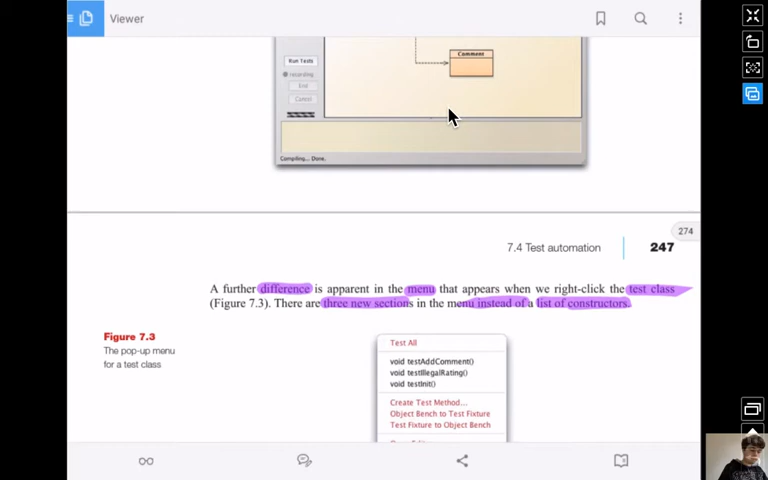 Viewer
Comment
Run Tests
recording
End
Cancel
Compiling... Done.
274
7.4 Test automation
247
A further difference is apparent in the menu that appears when we right-click the test class
(Figure 7.3). There are three new sections in the menu instead of a list of constructors.
Figure 7.3
The pop-up menu
for a test class
Test All
void testAddComment()
void testIllegalRating()
void testInit()
Create Test Method...
Object Bench to Test Fixture
Test Fixture to Object Bench